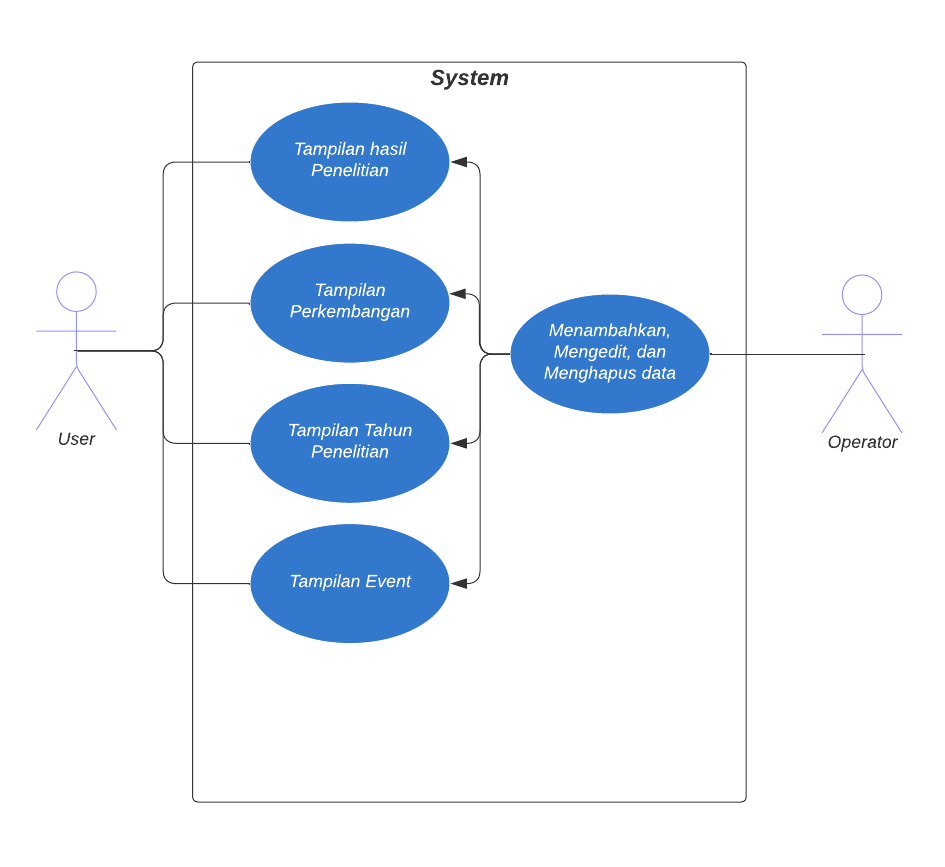 System
Tampilan hasil
Penelitian
Tampilan
Perkembangan
Menambahkan,
Mengedit, dan
Menghapus data
Tampilan Tahun
Penelitian
User
Operator
Tampilan Event